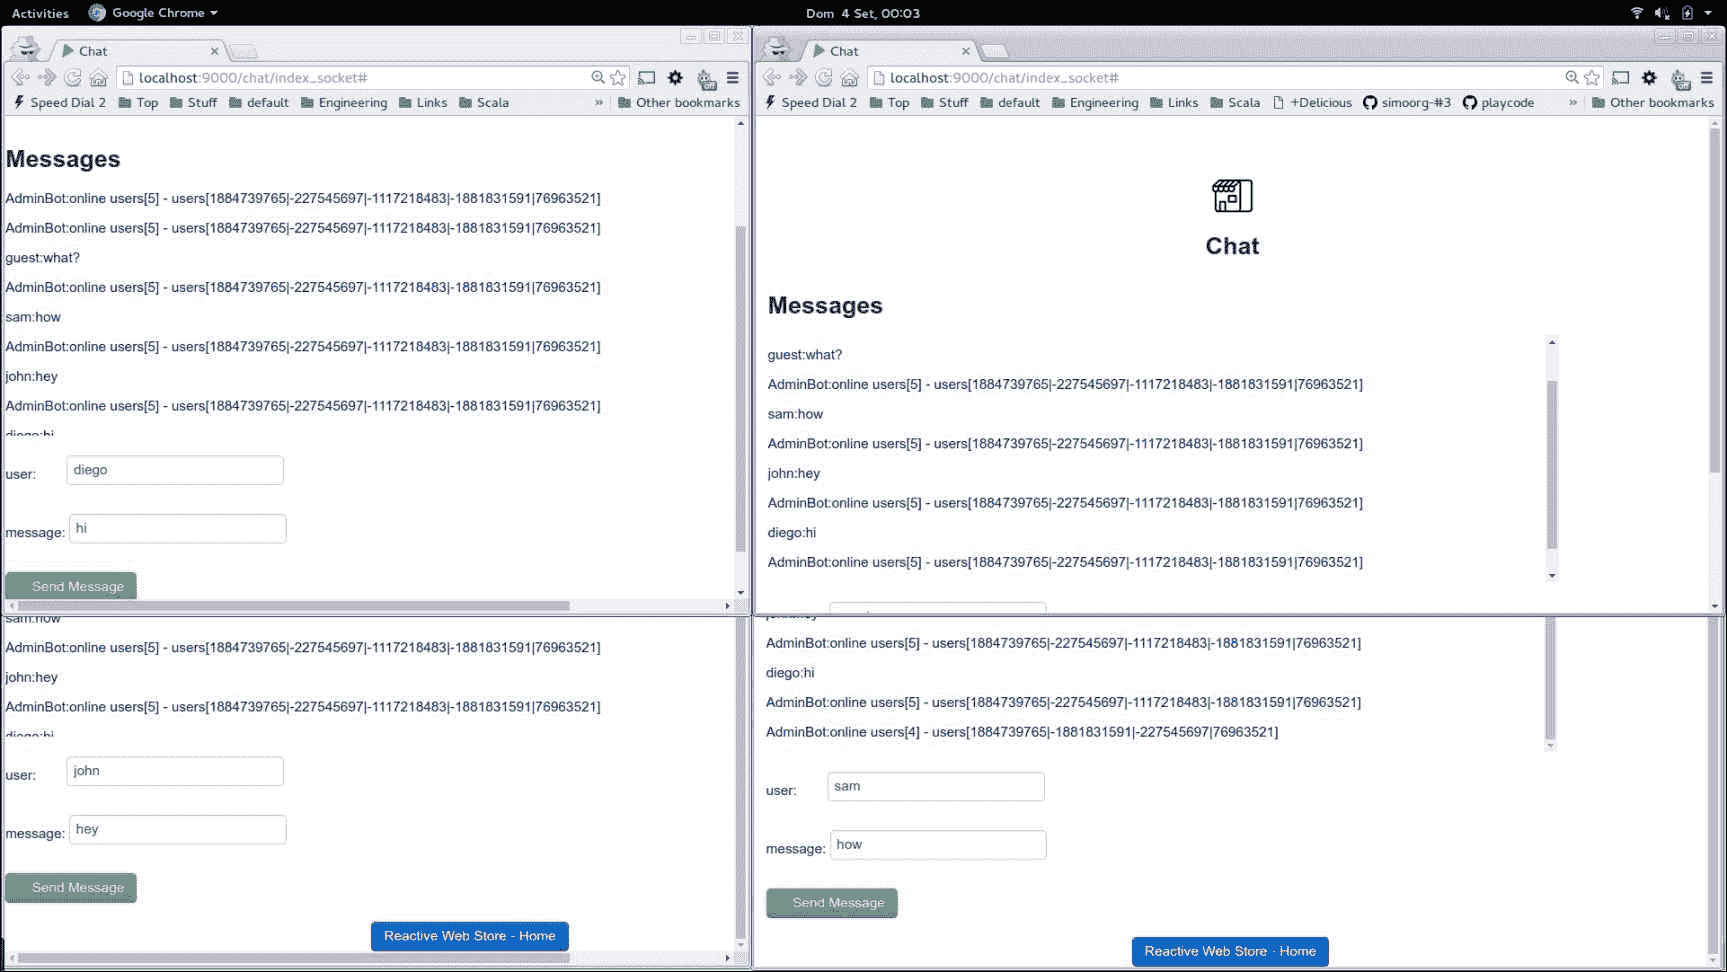 Activities Google Chrome Dom 4 Set, 00:03
Chat
localhost:9000/chat/index_socket#
Speed Dial 2 Top Stuff default Engineering Links Scala » Other bookmarks
Messages
AdminBot:online users[5] - users[1884739765|-227545697|-1117218483|-1881831591|76963521]
AdminBot:online users[5] - users[1884739765|-227545697|-1117218483|-1881831591|76963521]
guest:what?
AdminBot:online users[5] - users[1884739765|-227545697|-1117218483|-1881831591|76963521]
sam:how
AdminBot:online users[5] - users[1884739765|-227545697|-1117218483|-1881831591|76963521]
john:hey
AdminBot:online users[5] - users[1884739765|-227545697|-1117218483|-1881831591|76963521]
diego:hi
user: diego
message: hi
Send Message
Chat
localhost:9000/chat/index_socket#
Speed Dial 2 Top Stuff default Engineering Links Scala +Delicious simoorg-#3 playcode » Other bookmarks
Chat
Messages
guest:what?
AdminBot:online users[5] - users[1884739765|-227545697|-1117218483|-1881831591|76963521]
sam:how
AdminBot:online users[5] - users[1884739765|-227545697|-1117218483|-1881831591|76963521]
john:hey
AdminBot:online users[5] - users[1884739765|-227545697|-1117218483|-1881831591|76963521]
diego:hi
AdminBot:online users[5] - users[1884739765|-227545697|-1117218483|-1881831591|76963521]
sam:how
AdminBot:online users[5] - users[1884739765|-227545697|-1117218483|-1881831591|76963521]
john:hey
AdminBot:online users[5] - users[1884739765|-227545697|-1117218483|-1881831591|76963521]
diego:hi
user: john
message: hey
Send Message
Reactive Web Store - Home
john:hey
AdminBot:online users[5] - users[1884739765|-227545697|-1117218483|-1881831591|76963521]
diego:hi
AdminBot:online users[5] - users[1884739765|-227545697|-1117218483|-1881831591|76963521]
AdminBot:online users[4] - users[1884739765|-1881831591|-227545697|76963521]
user: sam
message: how
Send Message
Reactive Web Store - Home